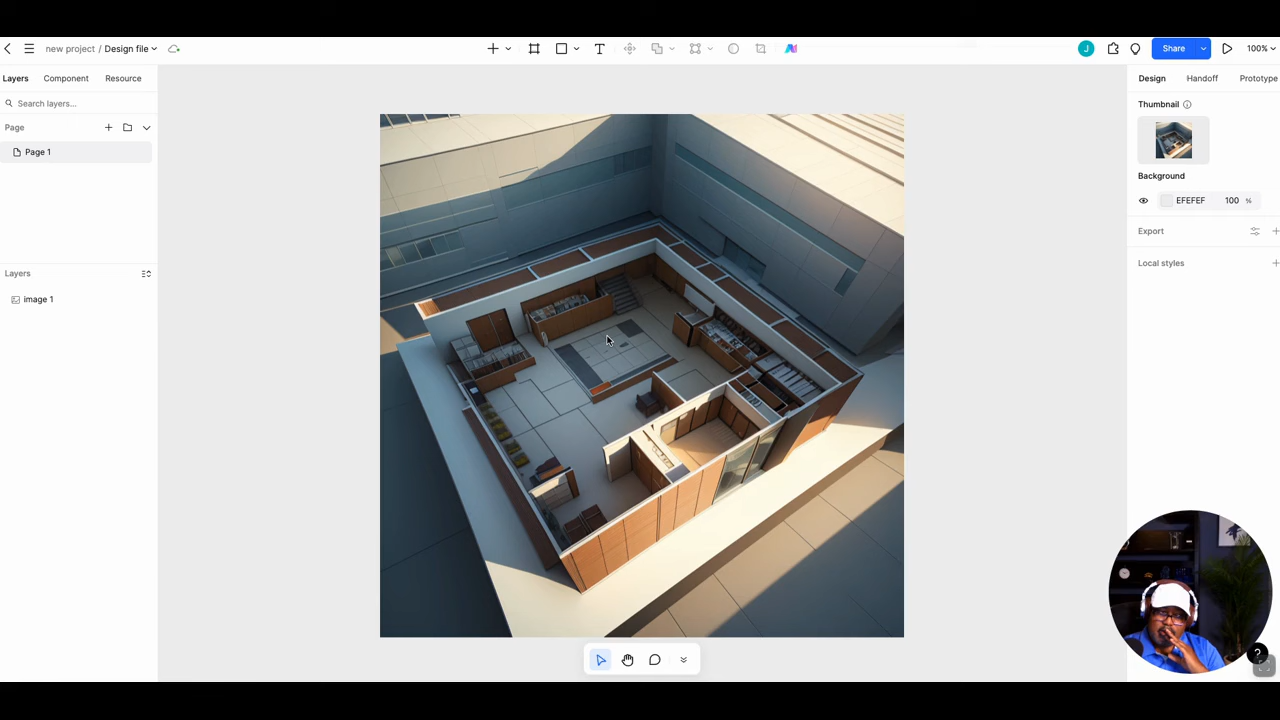 new project / Design file
J
Share
100%
Layers
Component
Resource
Design
Handoff
Prototype
Search layers...
Thumbnail
Page
Page 1
Background
EFEFEF
100
%
Export
Local styles
Layers
image 1
?